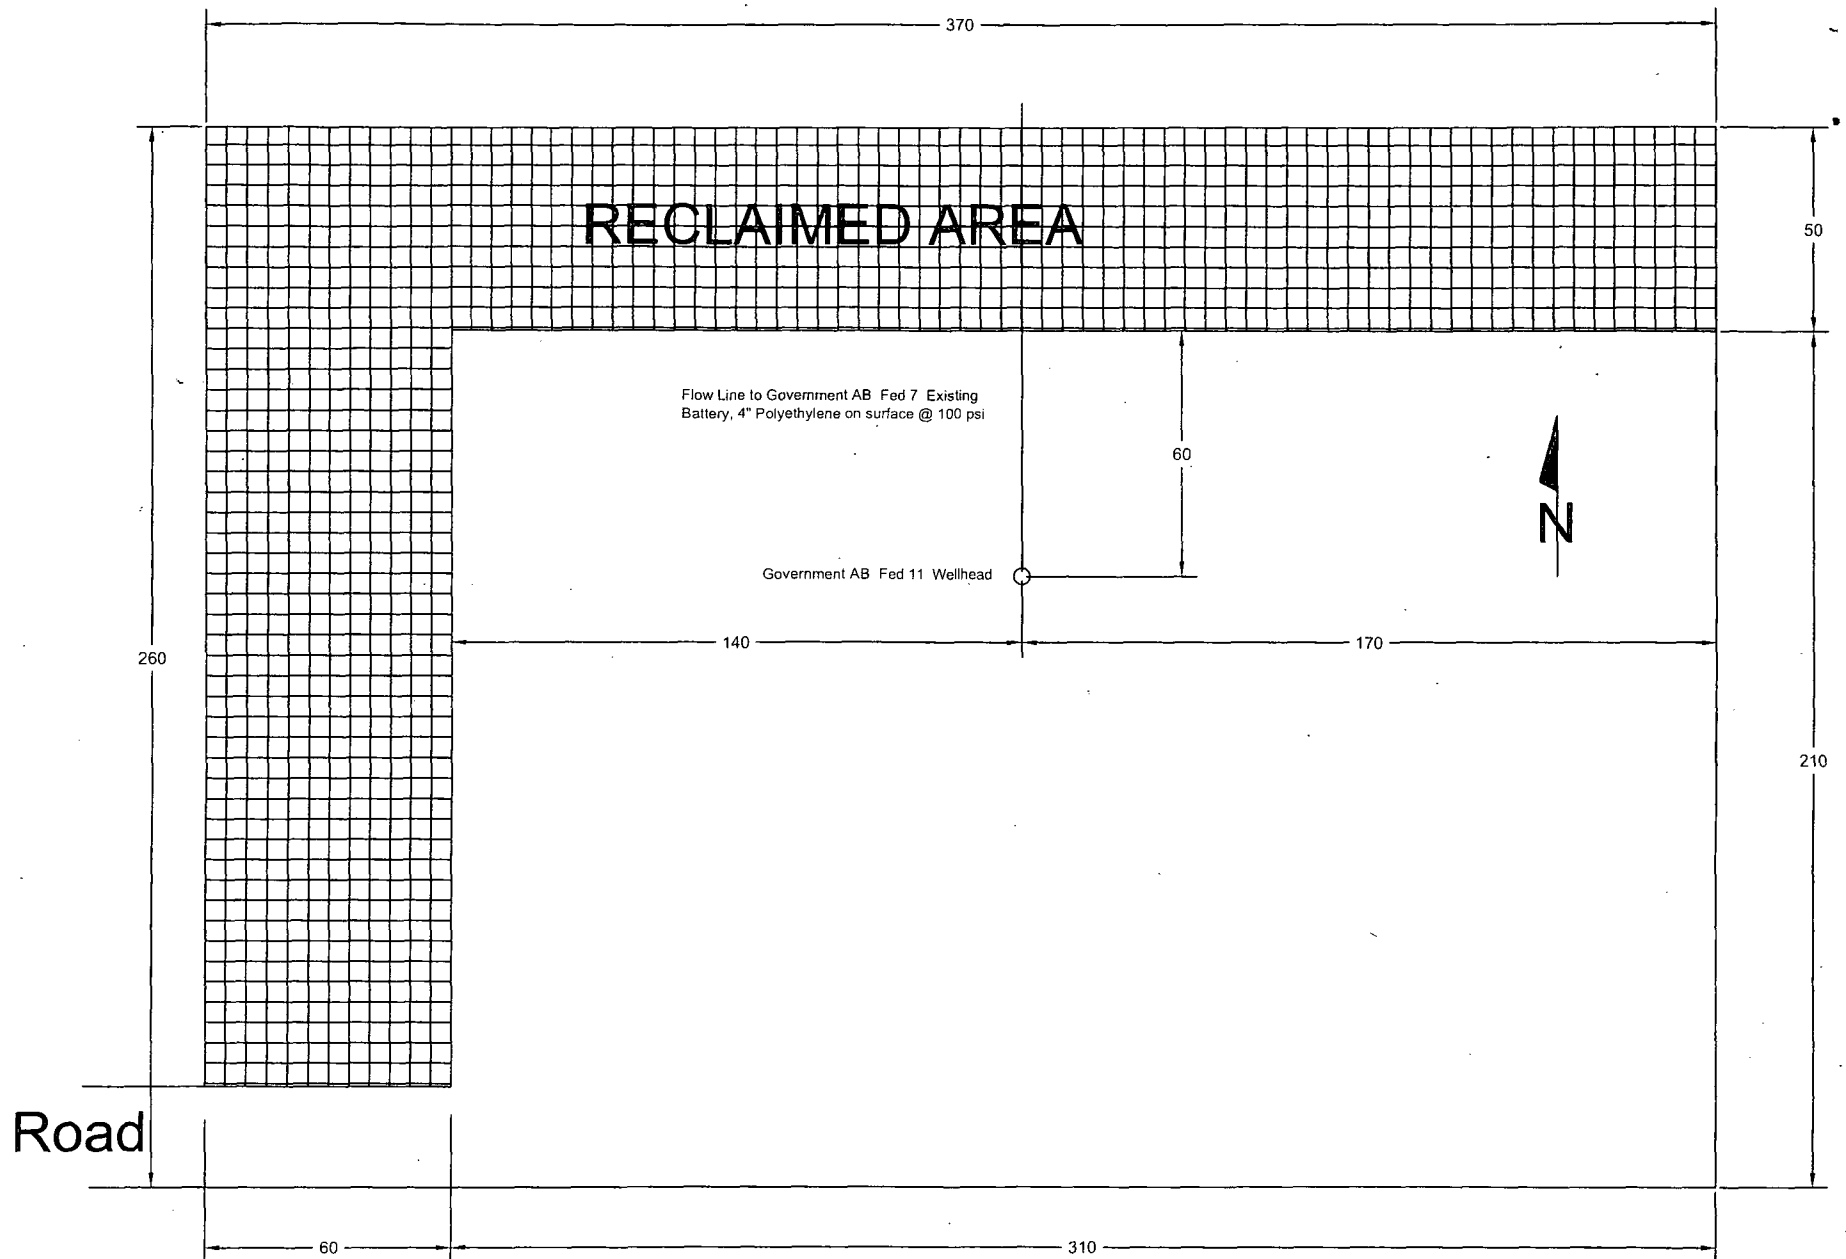 370
RECLAIMED AREA
50
Flow Line to Government AB Fed 7 Existing
Battery, 4" Polyethylene on surface @ 100 psi
60
N
Government AB Fed 11 Wellhead
140
170
260
210
Road
60
310